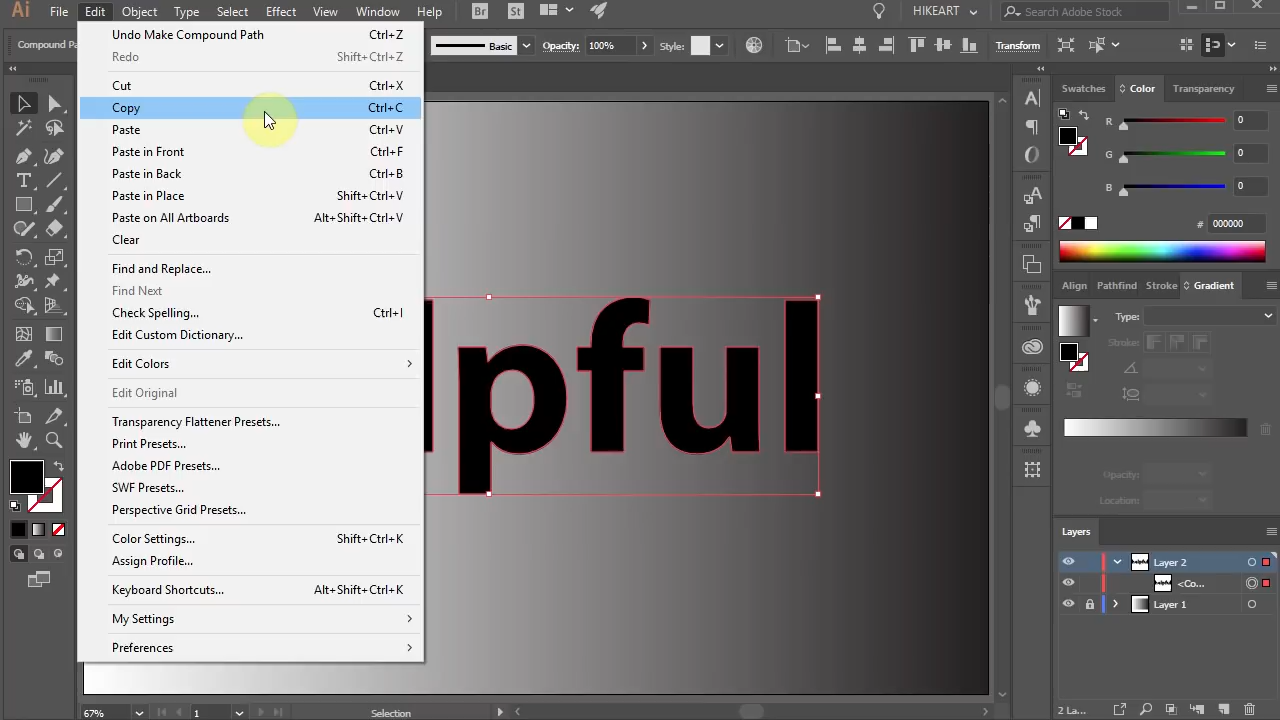 Ai File Edit Object Type Select Effect View Window Help Br St HIKEART Search Adobe Stock
Compound Pa Basic Opacity: 100% Style: Transform
Undo Make Compound Path Ctrl+Z
Redo Shift+Ctrl+Z
Cut Ctrl+X
Copy Ctrl+C
Paste Ctrl+V
Paste in Front Ctrl+F
Paste in Back Ctrl+B
Paste in Place Shift+Ctrl+V
Paste on All Artboards Alt+Shift+Ctrl+V
Clear
Find and Replace...
Find Next
Check Spelling... Ctrl+I
Edit Custom Dictionary...
Edit Colors
Edit Original
Transparency Flattener Presets...
Print Presets...
Adobe PDF Presets...
SWF Presets...
Perspective Grid Presets...
Color Settings... Shift+Ctrl+K
Assign Profile...
Keyboard Shortcuts... Alt+Shift+Ctrl+K
My Settings
Preferences
pful
Swatches Color Transparency
R 0
G 0
B 0
# 000000
Align Pathfind Stroke Gradient
Type:
Stroke:
Opacity:
Location:
Layers
Layer 2
<Co...
Layer 1
2 La...
67% 1 Selection